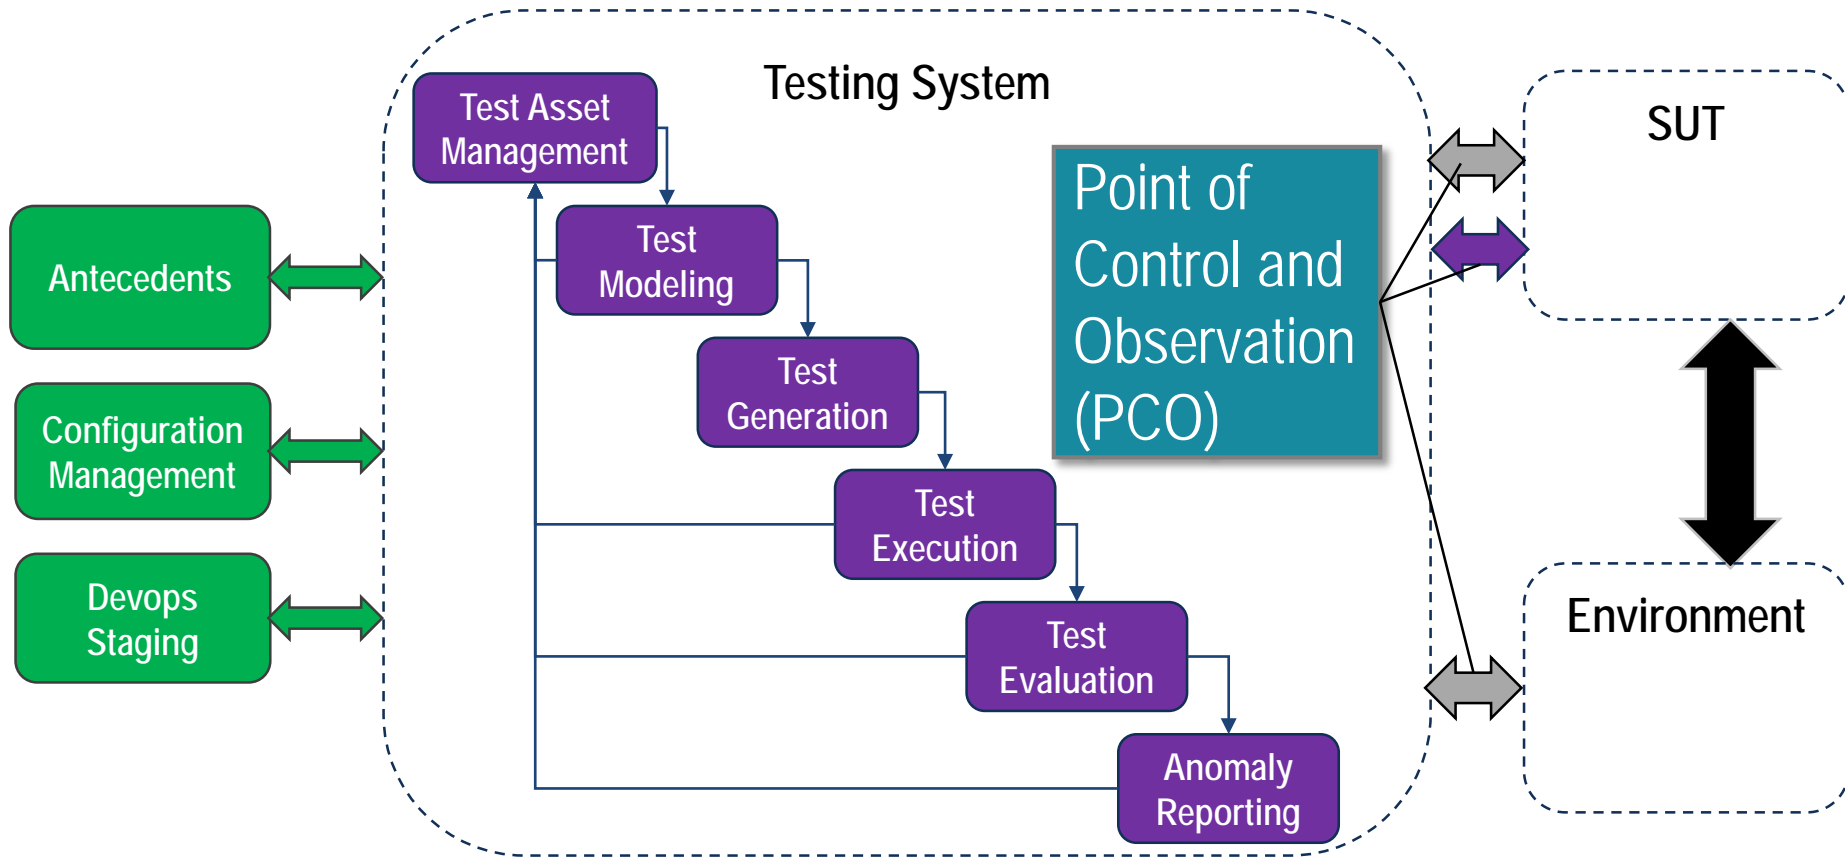 Testing System
Test Asset
Management
Test
Modeling
Test
Generation
Test
Execution
Test
Evaluation
Anomaly
Reporting
Antecedents
Configuration
Management
Devops
Staging
Point of
Control and
Observation
(PCO)
SUT
Environment